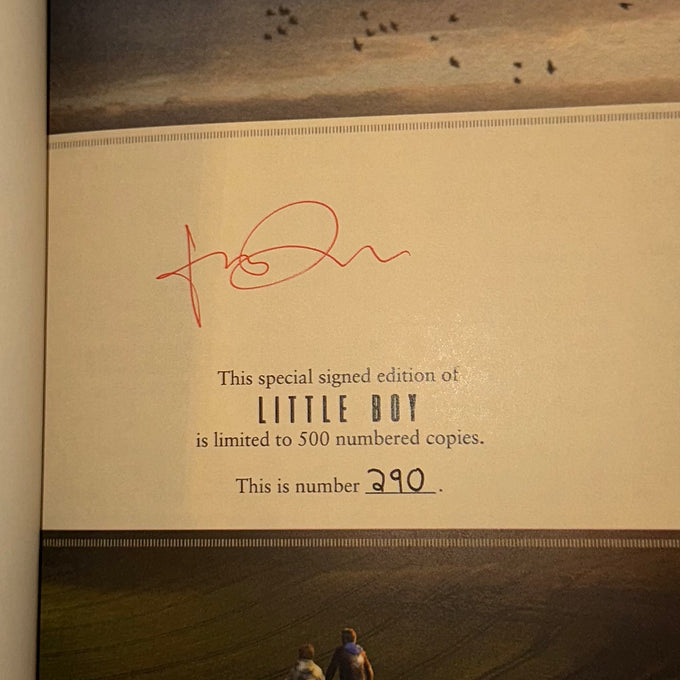 This special signed edition of
LITTLE BOY
is limited to 500 numbered copies.
This is number 290.